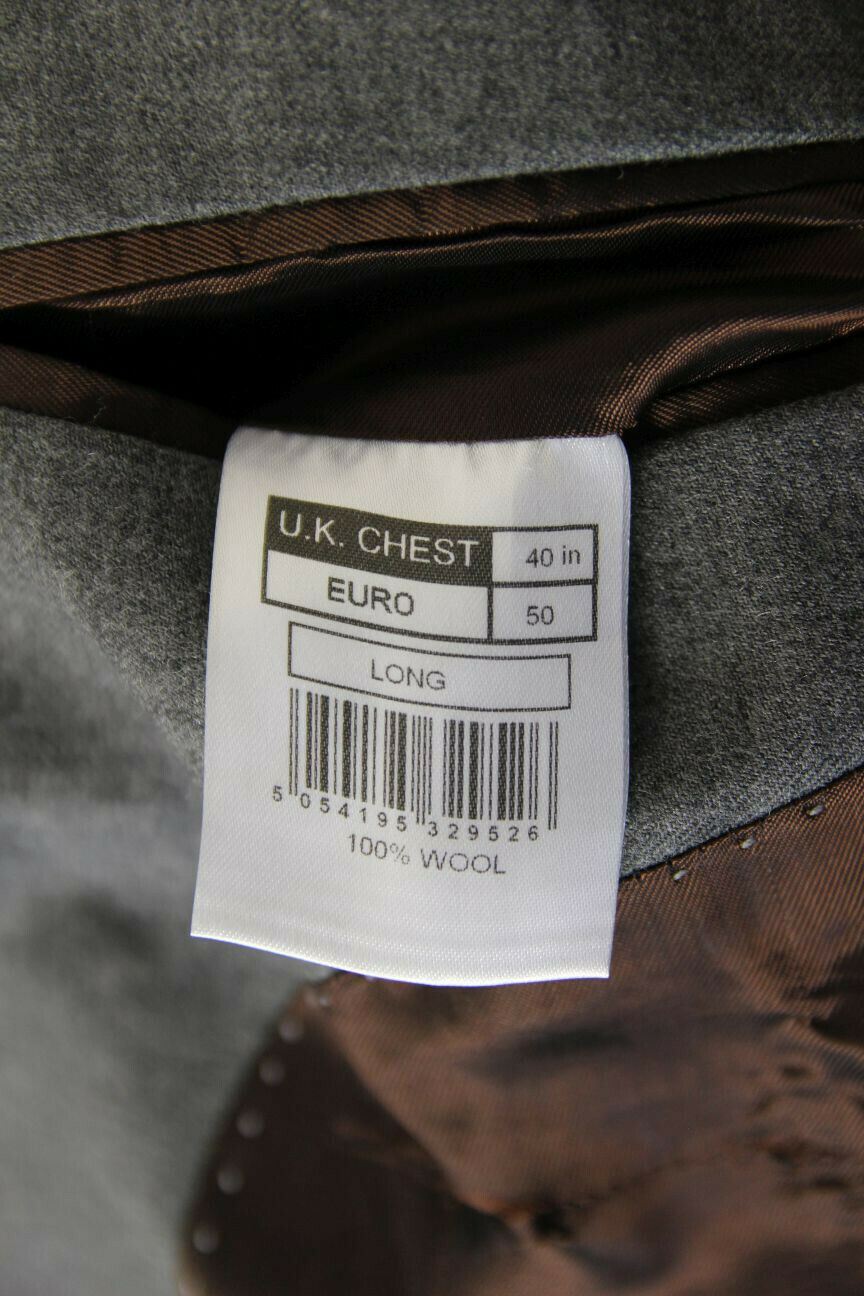 U.K. CHEST 40 in
EURO 50
LONG
5 054195 329526
100% WOOL